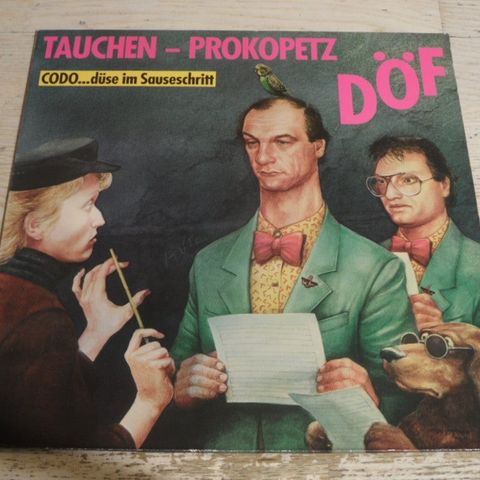 TAUCHEN – PROKOPETZ
CODO...düse im Sauseschritt
DÖF